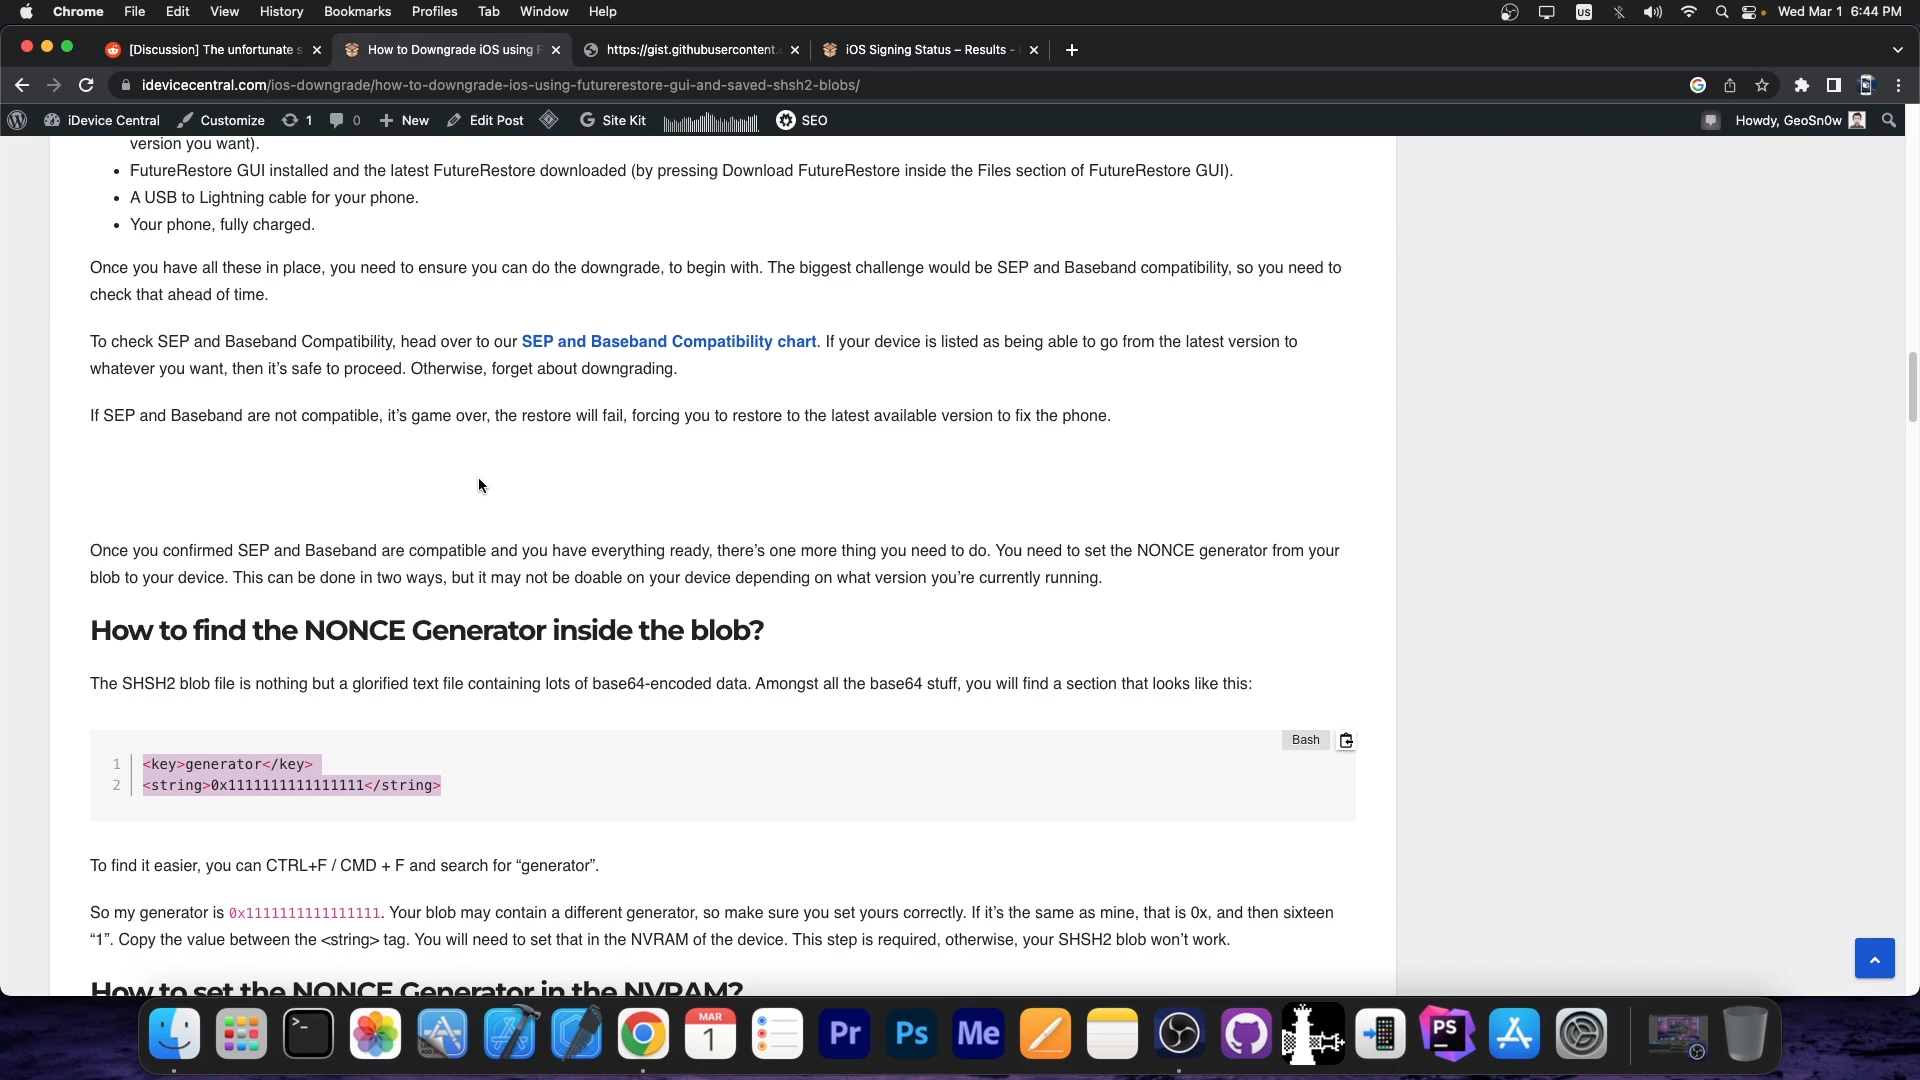 Chrome File Edit View History Bookmarks Profiles Tab Window Help US Wed Mar 1 6:44 PM
[Discussion] The unfortunate s How to Downgrade iOS using F https://gist.githubusercontent. iOS Signing Status – Results -
idevicecentral.com/ios-downgrade/how-to-downgrade-ios-using-futurerestore-gui-and-saved-shsh2-blobs/
iDevice Central Customize 1 0 New Edit Post Site Kit SEO Howdy, GeoSn0w
version you want).
• FutureRestore GUI installed and the latest FutureRestore downloaded (by pressing Download FutureRestore inside the Files section of FutureRestore GUI).
• A USB to Lightning cable for your phone.
• Your phone, fully charged.
Once you have all these in place, you need to ensure you can do the downgrade, to begin with. The biggest challenge would be SEP and Baseband compatibility, so you need to
check that ahead of time.
To check SEP and Baseband Compatibility, head over to our SEP and Baseband Compatibility chart. If your device is listed as being able to go from the latest version to
whatever you want, then it’s safe to proceed. Otherwise, forget about downgrading.
If SEP and Baseband are not compatible, it’s game over, the restore will fail, forcing you to restore to the latest available version to fix the phone.
Once you confirmed SEP and Baseband are compatible and you have everything ready, there’s one more thing you need to do. You need to set the NONCE generator from your
blob to your device. This can be done in two ways, but it may not be doable on your device depending on what version you’re currently running.
How to find the NONCE Generator inside the blob?
The SHSH2 blob file is nothing but a glorified text file containing lots of base64-encoded data. Amongst all the base64 stuff, you will find a section that looks like this:
Bash
1 <key>generator</key>
2 <string>0x1111111111111111</string>
To find it easier, you can CTRL+F / CMD + F and search for “generator”.
So my generator is 0x1111111111111111. Your blob may contain a different generator, so make sure you set yours correctly. If it’s the same as mine, that is 0x, and then sixteen
“1”. Copy the value between the <string> tag. You will need to set that in the NVRAM of the device. This step is required, otherwise, your SHSH2 blob won’t work.
How to set the NONCE Generator in the NVRAM?
MAR
1 Pr Ps Me PS